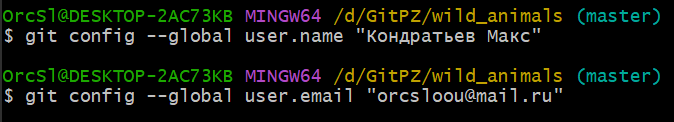 OrcSl@DESKTOP-2AC73KB MINGW64 /d/GitPZ/wild_animals (master)
$ git config --global user.name "Кондратьев Макс"
OrcSl@DESKTOP-2AC73KB MINGW64 /d/GitPZ/wild_animals (master)
$ git config --global user.email "orcsloou@mail.ru"